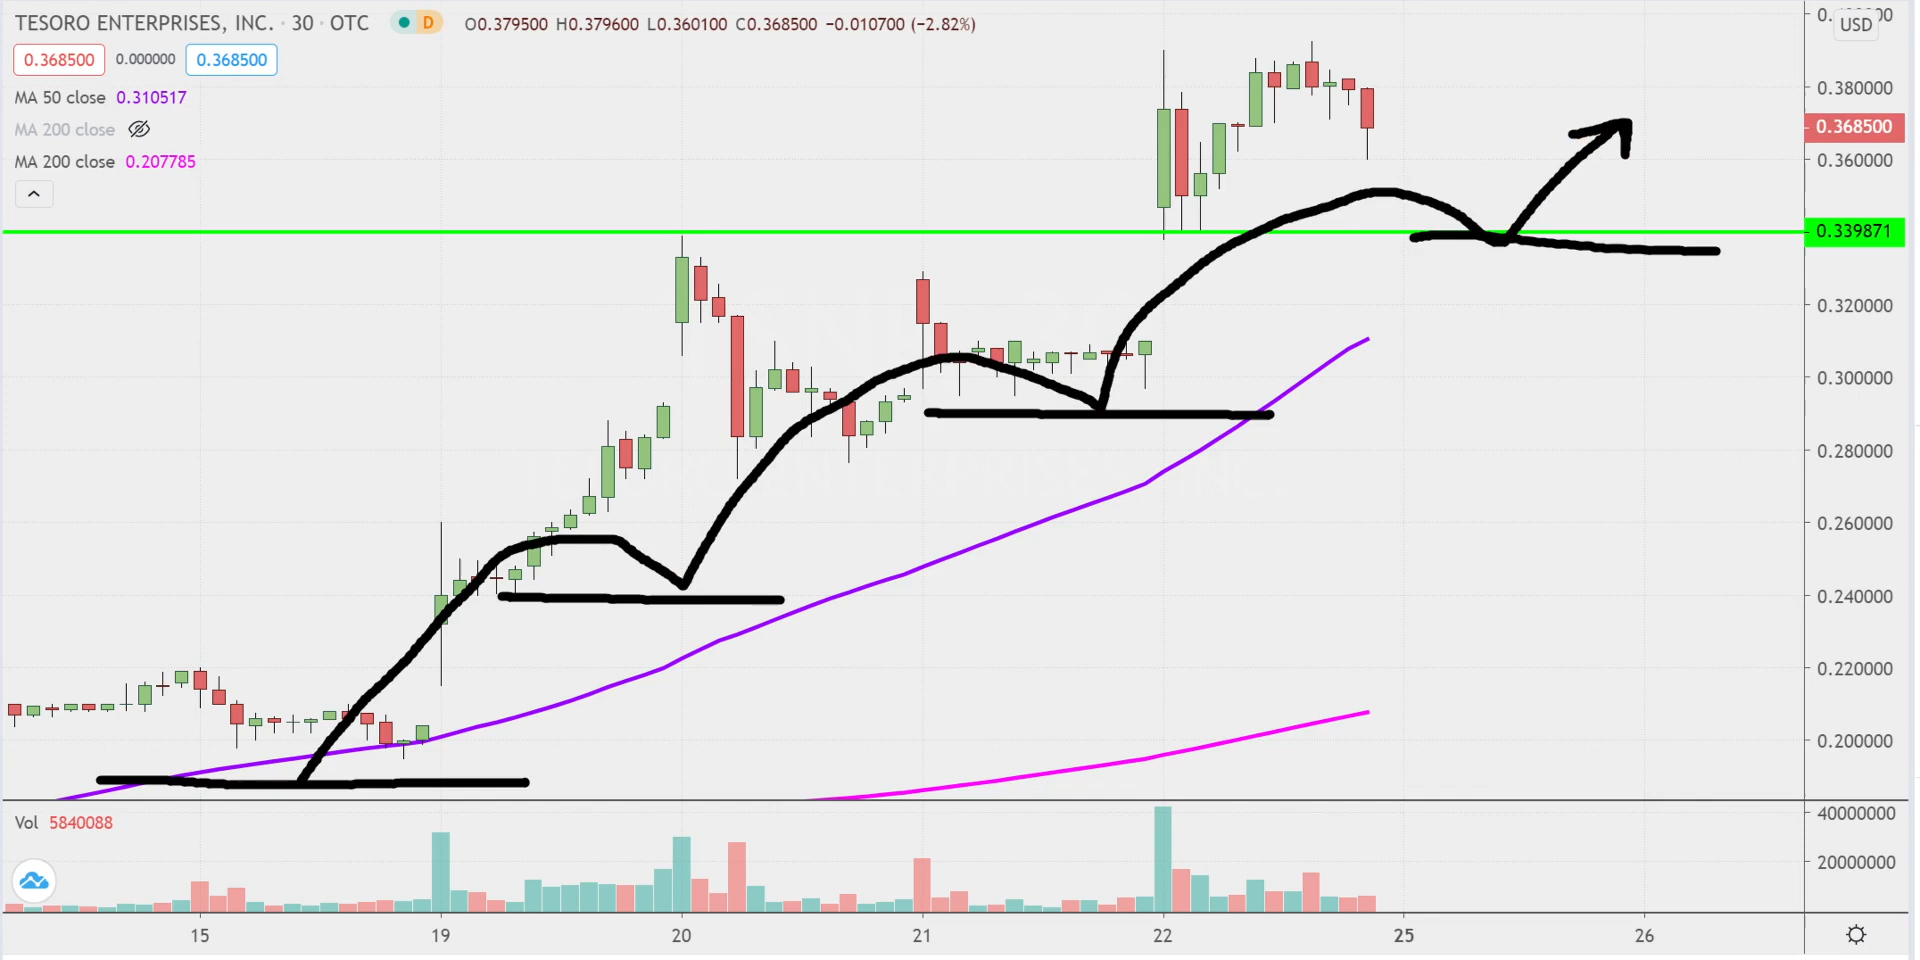 TESORO ENTERPRISES, INC. · 30 · OTC D O0.379500 H0.379600 L0.360100 C0.368500 −0.010700 (−2.82%)
USD
0.368500 0.000000 0.368500
MA 50 close 0.310517
MA 200 close
MA 200 close 0.207785
0.380000
0.368500
0.360000
0.339871
0.320000
0.300000
0.280000
0.260000
0.240000
0.220000
0.200000
Vol 5840088
40000000
20000000
15 19 20 21 22 25 26